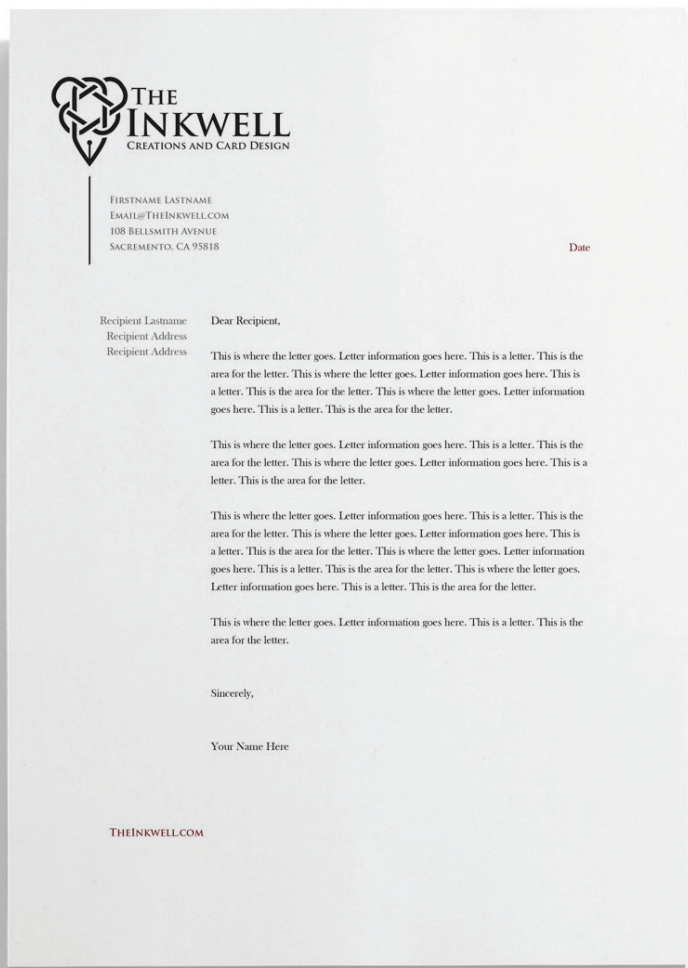 THE
INKWELL
CREATIONS AND CARD DESIGN
FIRSTNAME LASTNAME
EMAIL@THEINKWELL.COM
108 BELLSMITH AVENUE
SACREMENTO, CA 95818
Date
Recipient Lastname
Recipient Address
Recipient Address
Dear Recipient,
This is where the letter goes. Letter information goes here. This is a letter. This is the
area for the letter. This is where the letter goes. Letter information goes here. This is
a letter. This is the area for the letter. This is where the letter goes. Letter information
goes here. This is a letter. This is the area for the letter.
This is where the letter goes. Letter information goes here. This is a letter. This is the
area for the letter. This is where the letter goes. Letter information goes here. This is a
letter. This is the area for the letter.
This is where the letter goes. Letter information goes here. This is a letter. This is the
area for the letter. This is where the letter goes. Letter information goes here. This is
a letter. This is the area for the letter. This is where the letter goes. Letter information
goes here. This is a letter. This is the area for the letter. This is where the letter goes.
Letter information goes here. This is a letter. This is the area for the letter.
This is where the letter goes. Letter information goes here. This is a letter. This is the
area for the letter.
Sincerely,
Your Name Here
THEINKWELL.COM